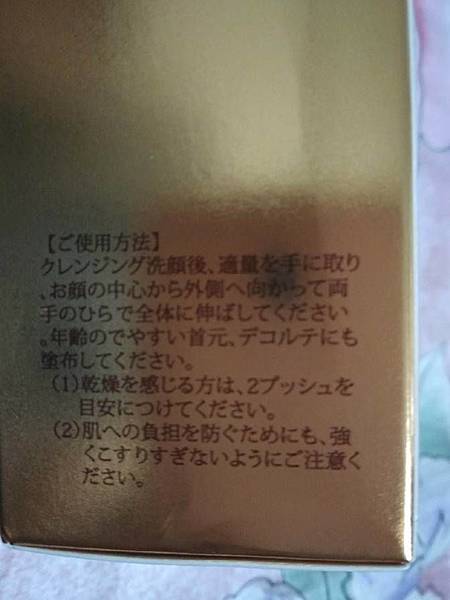 【ご使用方法】
クレンジング洗顔後、適量を手に取り
、お顔の中心から外側へ向かって両
手のひらで全体に伸ばしてください
。年齢のでやすい首元、デコルテにも
塗布してください。
(1)乾燥を感じる方は、2プッシュを
目安につけてください。
(2)肌への負担を防ぐためにも、強
くこすりすぎないようにご注意く
ださい。